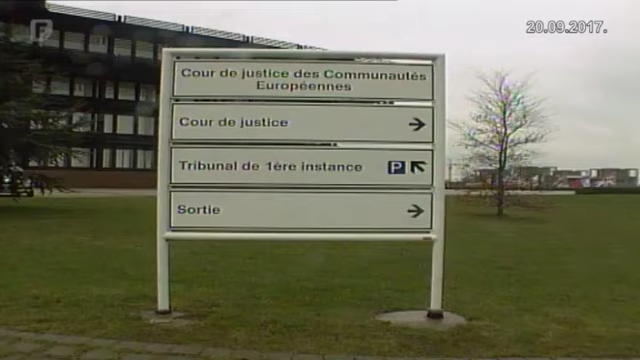 20.09.2017.
Cour de justice des Communautés
Européennes
Cour de justice
Tribunal de 1ère instance P
Sortie